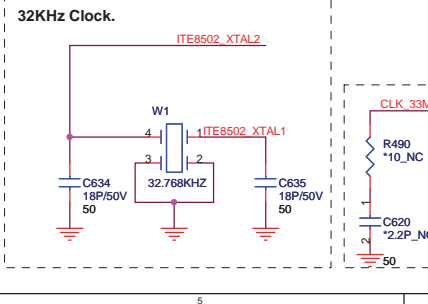 32KHz Clock.
ITE8502_XTAL2
W1
4
1
ITE8502_XTAL1
3
2
C634
18P/50V
50
32.768KHZ
C635
18P/50V
50
CLK_33M
R490
*10_NC
1
C620
*2.2P_NC
2
50
5